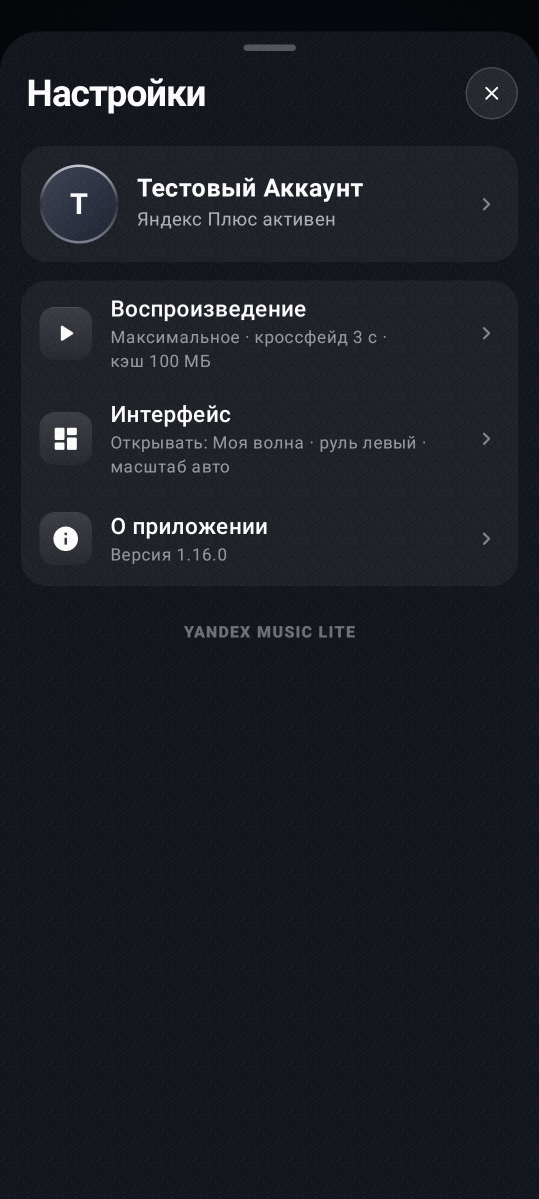 Настройки
Т
Тестовый Аккаунт
Яндекс Плюс активен
Воспроизведение
Максимальное · кроссфейд 3 с ·
кэш 100 МБ
Интерфейс
Открывать: Моя волна · руль левый ·
масштаб авто
О приложении
Версия 1.16.0
YANDEX MUSIC LITE